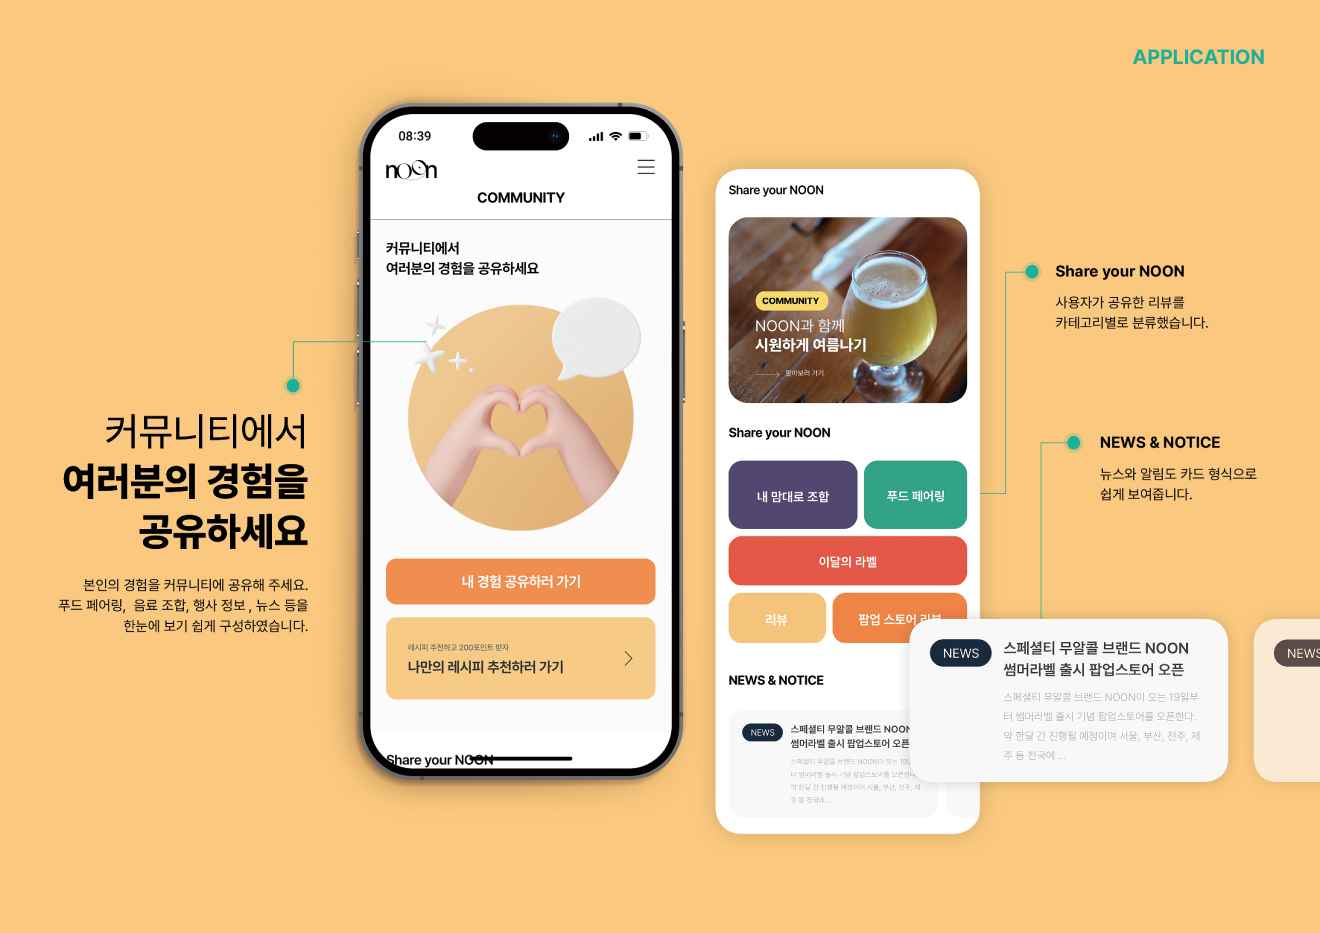 APPLICATION
08:39
noon
COMMUNITY
커뮤니티에서
여러분의 경험을 공유하세요
내 경험 공유하러 가기
레시피 추천하고 200포인트 받자
나만의 레시피 추천하러 가기
Share your NOON
커뮤니티에서
여러분의 경험을
공유하세요
본인의 경험을 커뮤니티에 공유해 주세요.
푸드 페어링, 음료 조합, 행사 정보 , 뉴스 등을
한눈에 보기 쉽게 구성하였습니다.
Share your NOON
COMMUNITY
NOON과 함께
시원하게 여름나기
알아보러 가기
Share your NOON
내 맘대로 조합
푸드 페어링
이달의 라벨
리뷰
팝업 스토어 리뷰
NEWS & NOTICE
NEWS
스페셜티 무알콜 브랜드 NOON
썸머라벨 출시 팝업스토어 오픈
스페셜티 무알콜 브랜드 NOON이 오는 19일
터 썸머라벨 출시 기념 팝업스토어를 오픈한다.
약 한달 간 진행될 예정이며 서울, 부산, 전주, 제
주 등 전국에 ...
Share your NOON
사용자가 공유한 리뷰를
카테고리별로 분류했습니다.
NEWS & NOTICE
뉴스와 알림도 카드 형식으로
쉽게 보여줍니다.
NEWS
스페셜티 무알콜 브랜드 NOON
썸머라벨 출시 팝업스토어 오픈
스페셜티 무알콜 브랜드 NOON이 오는 19일부
터 썸머라벨 출시 기념 팝업스토어를 오픈한다.
약 한달 간 진행될 예정이며 서울, 부산, 전주, 제
주 등 전국에 ...
NEWS